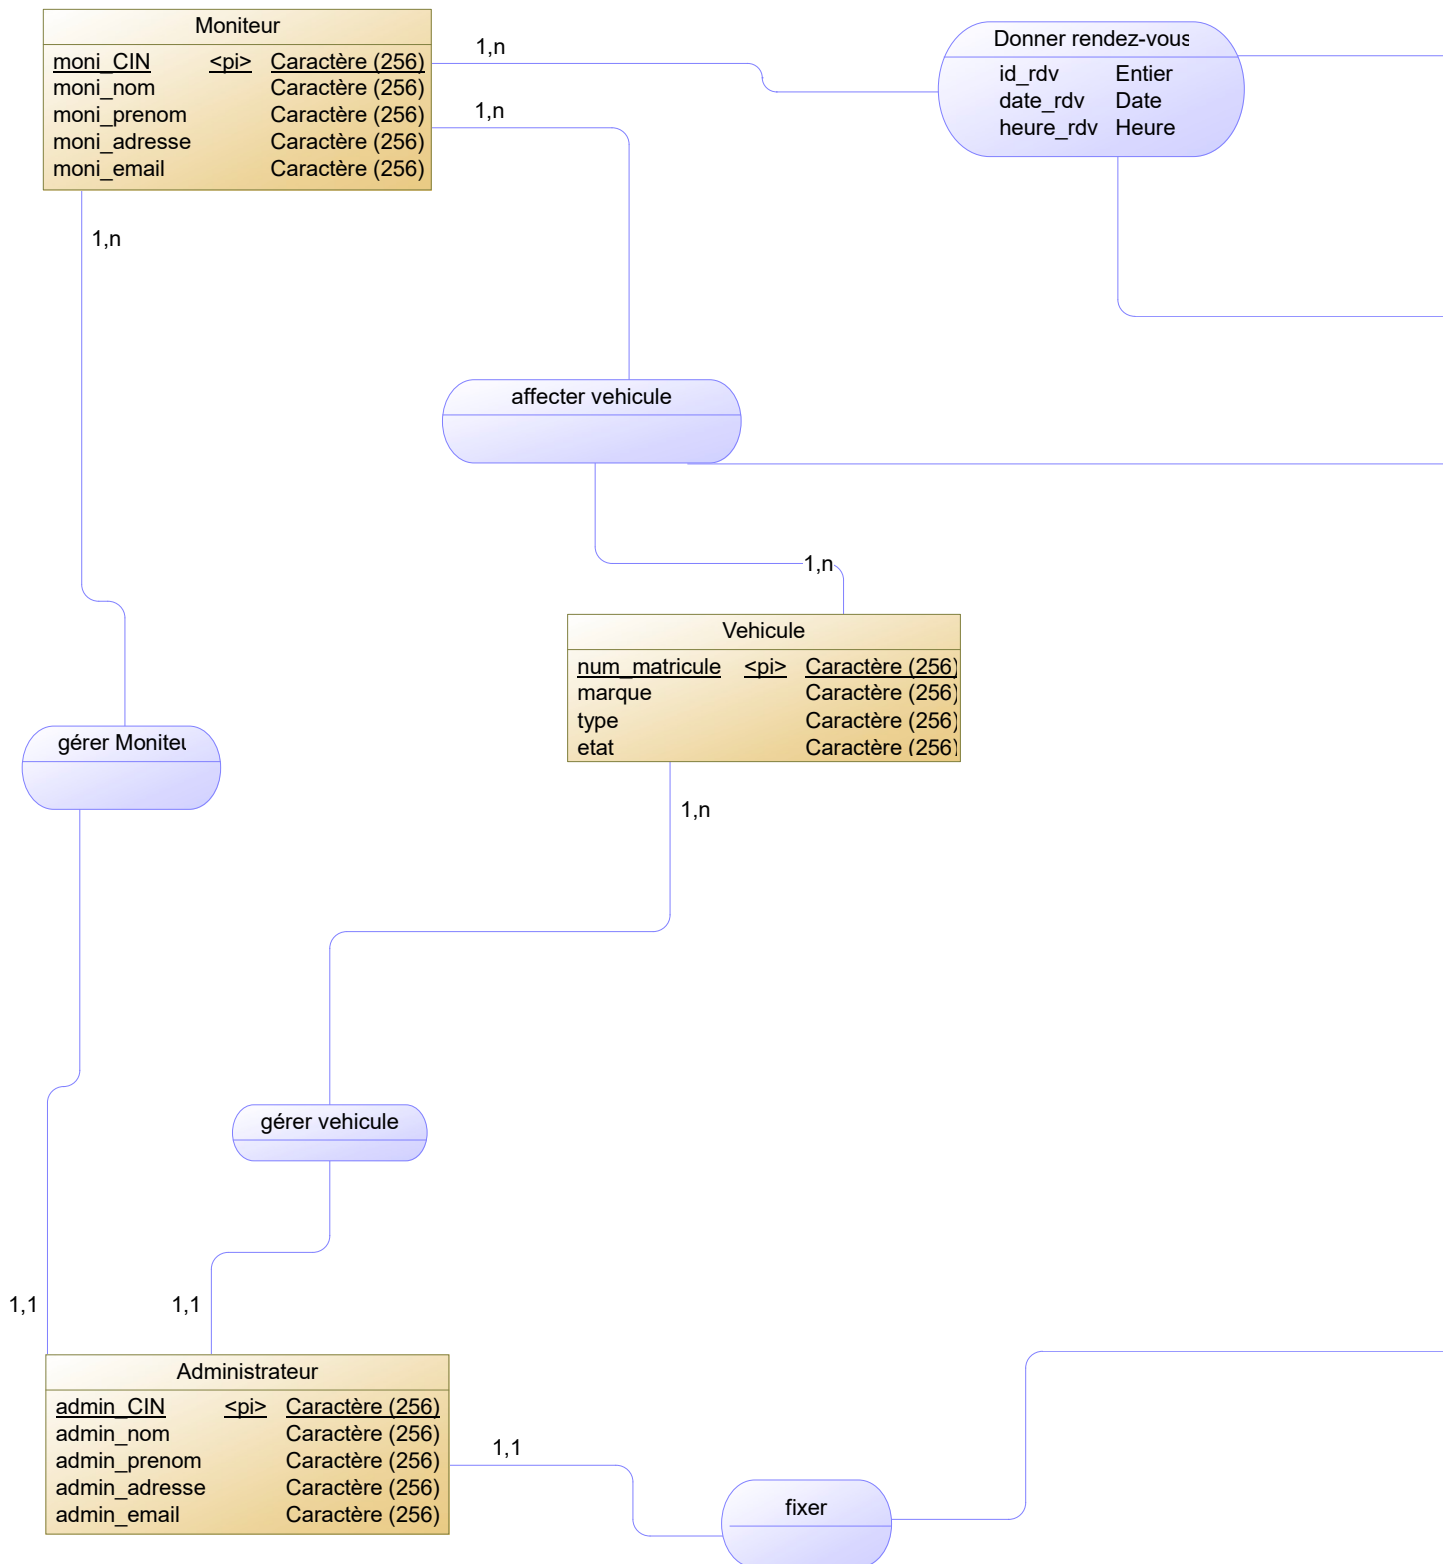 Moniteur
moni_CIN <pi> Caractère (256)
moni_nom Caractère (256)
moni_prenom Caractère (256)
moni_adresse Caractère (256)
moni_email Caractère (256)
1,n
1,n
1,n
Donner rendez-vous
id_rdv Entier
date_rdv Date
heure_rdv Heure
affecter vehicule
1,n
Vehicule
num_matricule <pi> Caractère (256)
marque Caractère (256)
type Caractère (256)
etat Caractère (256)
1,n
gérer Moniteu
gérer vehicule
1,1
1,1
Administrateur
admin_CIN <pi> Caractère (256)
admin_nom Caractère (256)
admin_prenom Caractère (256)
admin_adresse Caractère (256)
admin_email Caractère (256)
1,1
fixer